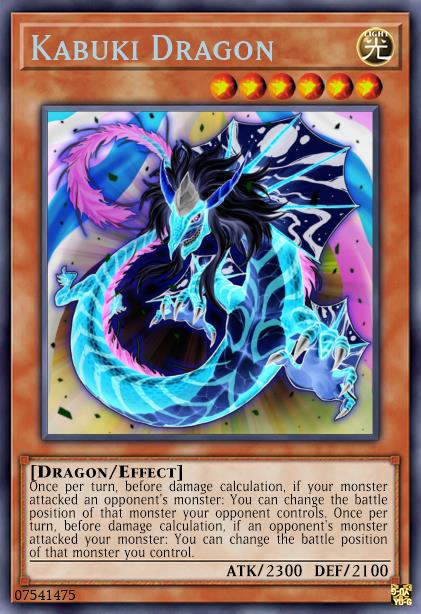 Kabuki Dragon
LIGHT
光
[Dragon/Effect]
Once per turn, before damage calculation, if your monster
attacked an opponent's monster: You can change the battle
position of that monster your opponent controls. Once per
turn, before damage calculation, if an opponent's monster
attacked your monster: You can change the battle position
of that monster you control.
ATK/2300 DEF/2100
07541475